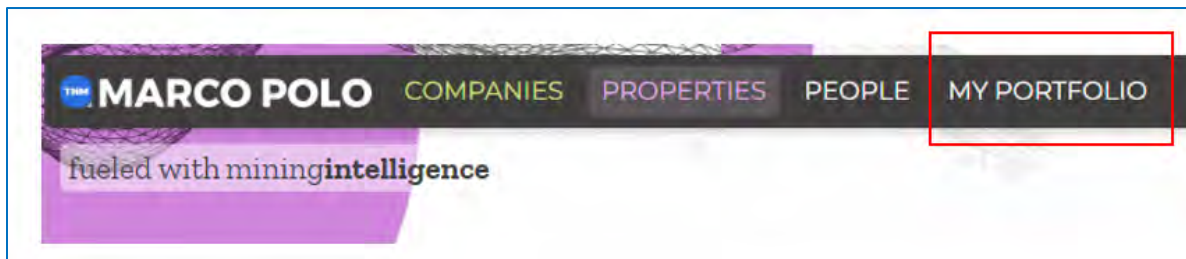 TNM MARCO POLO COMPANIES PROPERTIES PEOPLE MY PORTFOLIO
fueled with miningintelligence